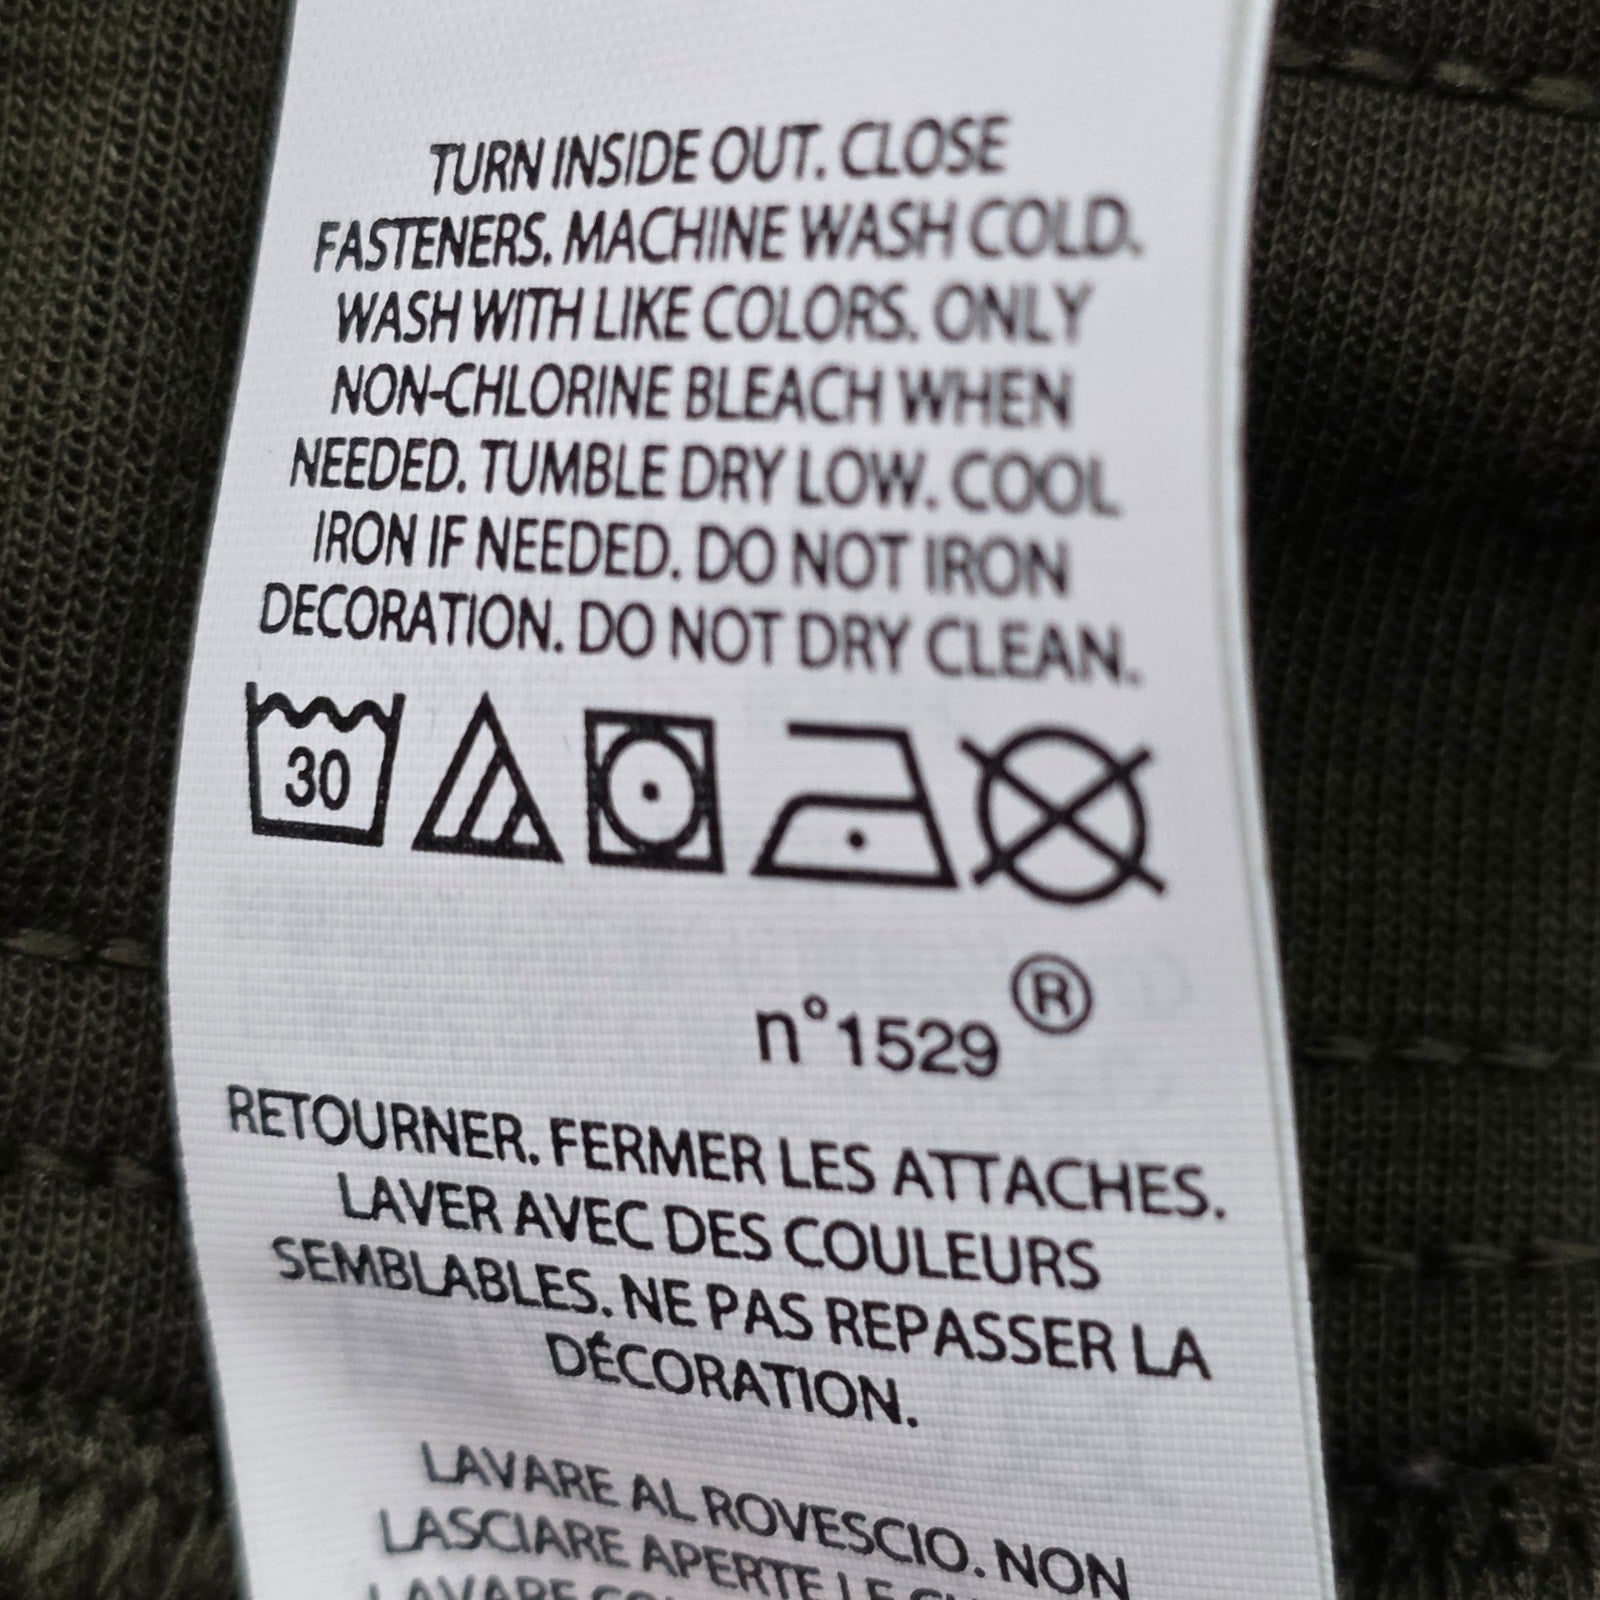 TURN INSIDE OUT. CLOSE
FASTENERS. MACHINE WASH COLD.
WASH WITH LIKE COLORS. ONLY
NON-CHLORINE BLEACH WHEN
NEEDED. TUMBLE DRY LOW. COOL
IRON IF NEEDED. DO NOT IRON
DECORATION. DO NOT DRY CLEAN.
30
n°1529 ®
RETOURNER. FERMER LES ATTACHES.
LAVER AVEC DES COULEURS
SEMBLABLES. NE PAS REPASSER LA
DÉCORATION.
LAVARE AL ROVESCIO. NON
LASCIARE APERTE LE
LAVARE